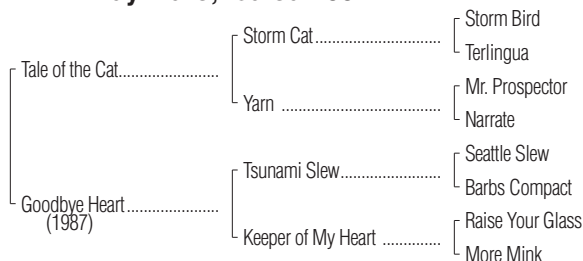 Storm Bird
Storm Cat
Terlingua
Tale of the Cat
Mr. Prospector
Yarn
Narrate
Seattle Slew
Tsunami Slew
Barbs Compact
Goodbye Heart
(1987)
Raise Your Glass
Keeper of My Heart
More Mink